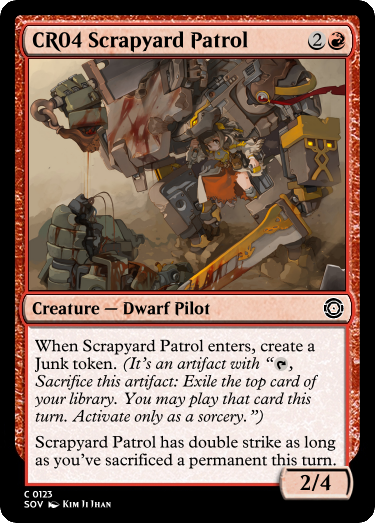 CR04 Scrapyard Patrol 2
Creature — Dwarf Pilot
When Scrapyard Patrol enters, create a
Junk token. (It's an artifact with “,
Sacrifice this artifact: Exile the top card of
your library. You may play that card this
turn. Activate only as a sorcery.”)
Scrapyard Patrol has double strike as long
as you've sacrificed a permanent this turn.
2/4
C 0123
SOV Kim Ji Jhan